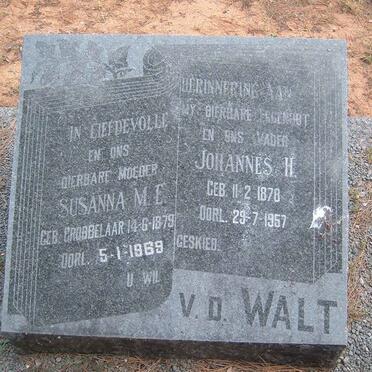 IN LIEFDEVOLLE HERINNERING AAN
MY DIERBARE EGGENOOT
EN ONS EN ONS VADER
DIERBARE MOEDER JOHANNES H.
SUSANNA M. E. GEB. 11-2-1878
GEB. GROBBELAAR 14-6-1879 OORL. 29-7-1957
OORL. 5-1-1969 GESKIED.
U WIL
V. D. WALT